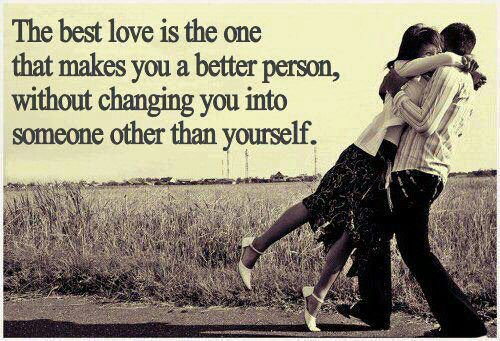 The best love is the one
that makes you a better person,
without changing you into
someone other than yourself.